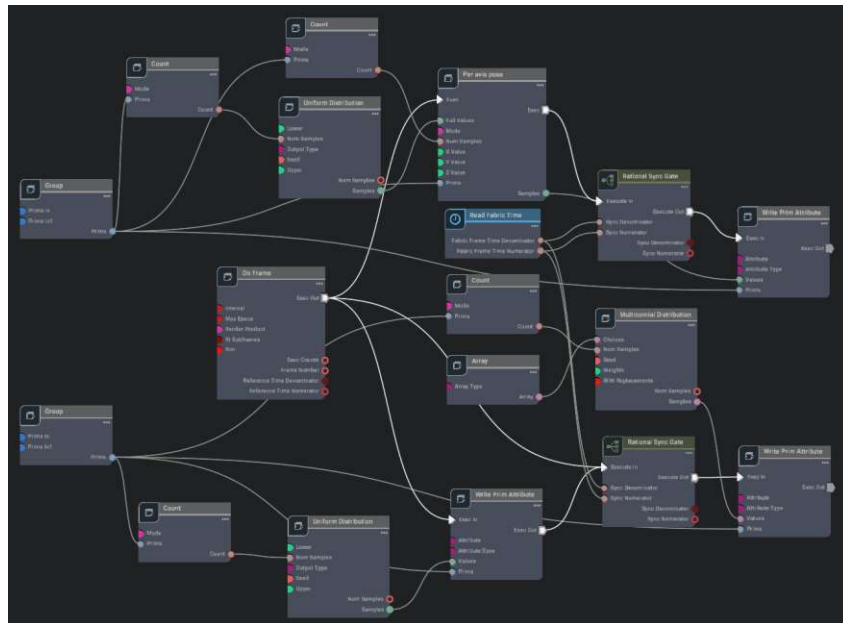 Count
Mode
Prims
Count
Count
Mode
Prims
Count
Uniform Distribution
Lower
Num Samples
Output Type
Seed
Upper
Num Samples
Samples
Per axis pose
Exec
Exec
Full Values
Mode
Num Samples
X Value
Y Value
Z Value
Prims
Samples
Group
Prims In
Prims In1
Prims
Read Fabric Time
Fabric Frame Time Denominator
Fabric Frame Time Numerator
Rational Sync Gate
Execute In
Execute Out
Sync Denominator
Sync Numerator
Sync Denominator
Sync Numerator
Write Prim Attribute
Exec In
Exec Out
Attribute
Attribute Type
Values
Prims
On Frame
Exec Out
Interval
Max Execs
Render Product
Rt Subframes
Exec Counts
Frame Number
Reference Time Denominator
Reference Time Numerator
Count
Mode
Prims
Count
Array
Array Type
Array
Multinomial Distribution
Choices
Num Samples
Seed
Weights
With Replacements
Num Samples
Samples
Group
Prims In
Prims In1
Prims
Count
Mode
Prims
Count
Uniform Distribution
Lower
Num Samples
Output Type
Seed
Upper
Num Samples
Samples
Write Prim Attribute
Exec In
Exec Out
Attribute
Attribute Type
Values
Prims
Rational Sync Gate
Execute In
Execute Out
Sync Denominator
Sync Numerator
Sync Denominator
Sync Numerator
Write Prim Attribute
Exec In
Exec Out
Attribute
Attribute Type
Values
Prims